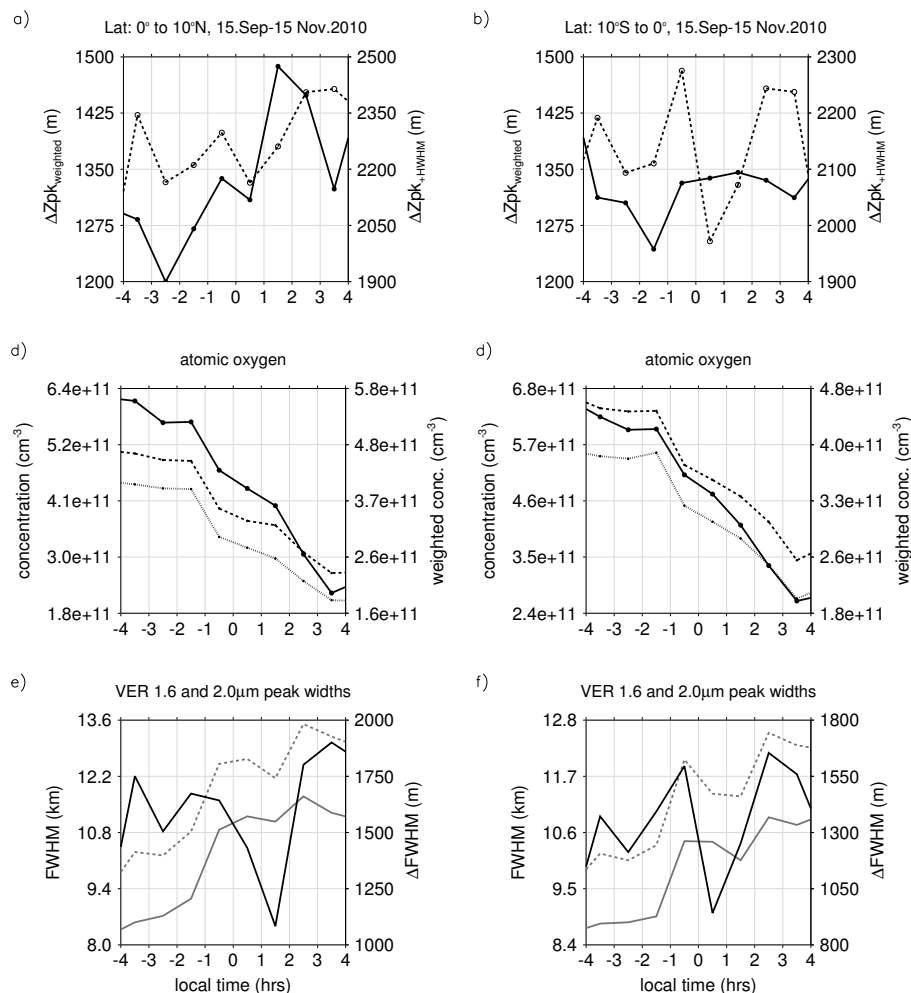 a)
Lat: 0° to 10°N, 15.Sep-15 Nov.2010
1500 2500
1425 2350
1350 2200
1275 2050
1200 1900
ΔZpk_weighted (m)
ΔZpk_+HWHM (m)
-4 -3 -2 -1 0 1 2 3 4
b)
Lat: 10°S to 0°, 15.Sep-15 Nov.2010
1500 2300
1425 2200
1350 2100
1275 2000
1200 1900
ΔZpk_weighted (m)
ΔZpk_+HWHM (m)
-4 -3 -2 -1 0 1 2 3 4
d)
atomic oxygen
6.4e+11 5.8e+11
5.2e+11 4.8e+11
4.1e+11 3.7e+11
3.0e+11 2.6e+11
1.8e+11 1.6e+11
concentration (cm⁻³)
weighted conc. (cm⁻³)
-4 -3 -2 -1 0 1 2 3 4
d)
atomic oxygen
6.8e+11 4.8e+11
5.7e+11 4.0e+11
4.6e+11 3.3e+11
3.5e+11 2.6e+11
2.4e+11 1.8e+11
concentration (cm⁻³)
weighted conc. (cm⁻³)
-4 -3 -2 -1 0 1 2 3 4
e)
VER 1.6 and 2.0μm peak widths
13.6 2000
12.2 1750
10.8 1500
9.4 1250
8.0 1000
FWHM (km)
ΔFWHM (m)
-4 -3 -2 -1 0 1 2 3 4
local time (hrs)
f)
VER 1.6 and 2.0μm peak widths
12.8 1800
11.7 1550
10.6 1300
9.5 1050
8.4 800
FWHM (km)
ΔFWHM (m)
-4 -3 -2 -1 0 1 2 3 4
local time (hrs)